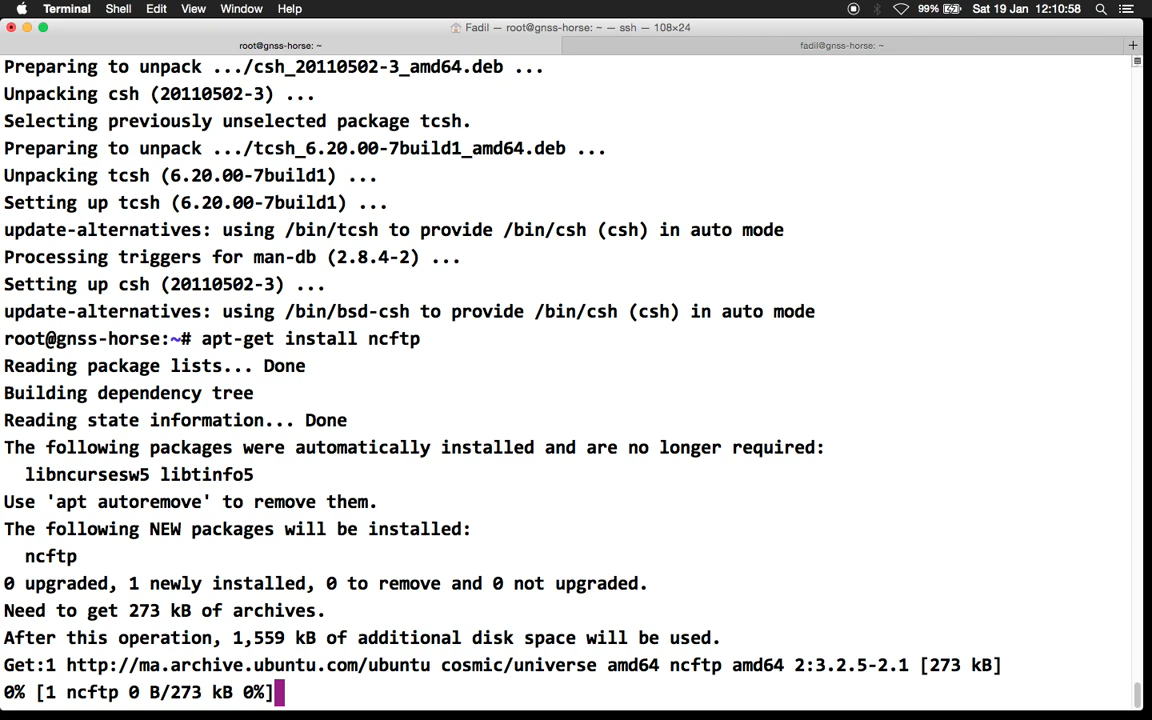 Terminal Shell Edit View Window Help 99% Sat 19 Jan 12:10:58
Fadil — root@gnss-horse: ~ — ssh — 108×24
root@gnss-horse: ~ fadil@gnss-horse: ~ +
Preparing to unpack .../csh_20110502-3_amd64.deb ...
Unpacking csh (20110502-3) ...
Selecting previously unselected package tcsh.
Preparing to unpack .../tcsh_6.20.00-7build1_amd64.deb ...
Unpacking tcsh (6.20.00-7build1) ...
Setting up tcsh (6.20.00-7build1) ...
update-alternatives: using /bin/tcsh to provide /bin/csh (csh) in auto mode
Processing triggers for man-db (2.8.4-2) ...
Setting up csh (20110502-3) ...
update-alternatives: using /bin/bsd-csh to provide /bin/csh (csh) in auto mode
root@gnss-horse:~# apt-get install ncftp
Reading package lists... Done
Building dependency tree
Reading state information... Done
The following packages were automatically installed and are no longer required:
  libncursesw5 libtinfo5
Use 'apt autoremove' to remove them.
The following NEW packages will be installed:
  ncftp
0 upgraded, 1 newly installed, 0 to remove and 0 not upgraded.
Need to get 273 kB of archives.
After this operation, 1,559 kB of additional disk space will be used.
Get:1 http://ma.archive.ubuntu.com/ubuntu cosmic/universe amd64 ncftp amd64 2:3.2.5-2.1 [273 kB]
0% [1 ncftp 0 B/273 kB 0%]